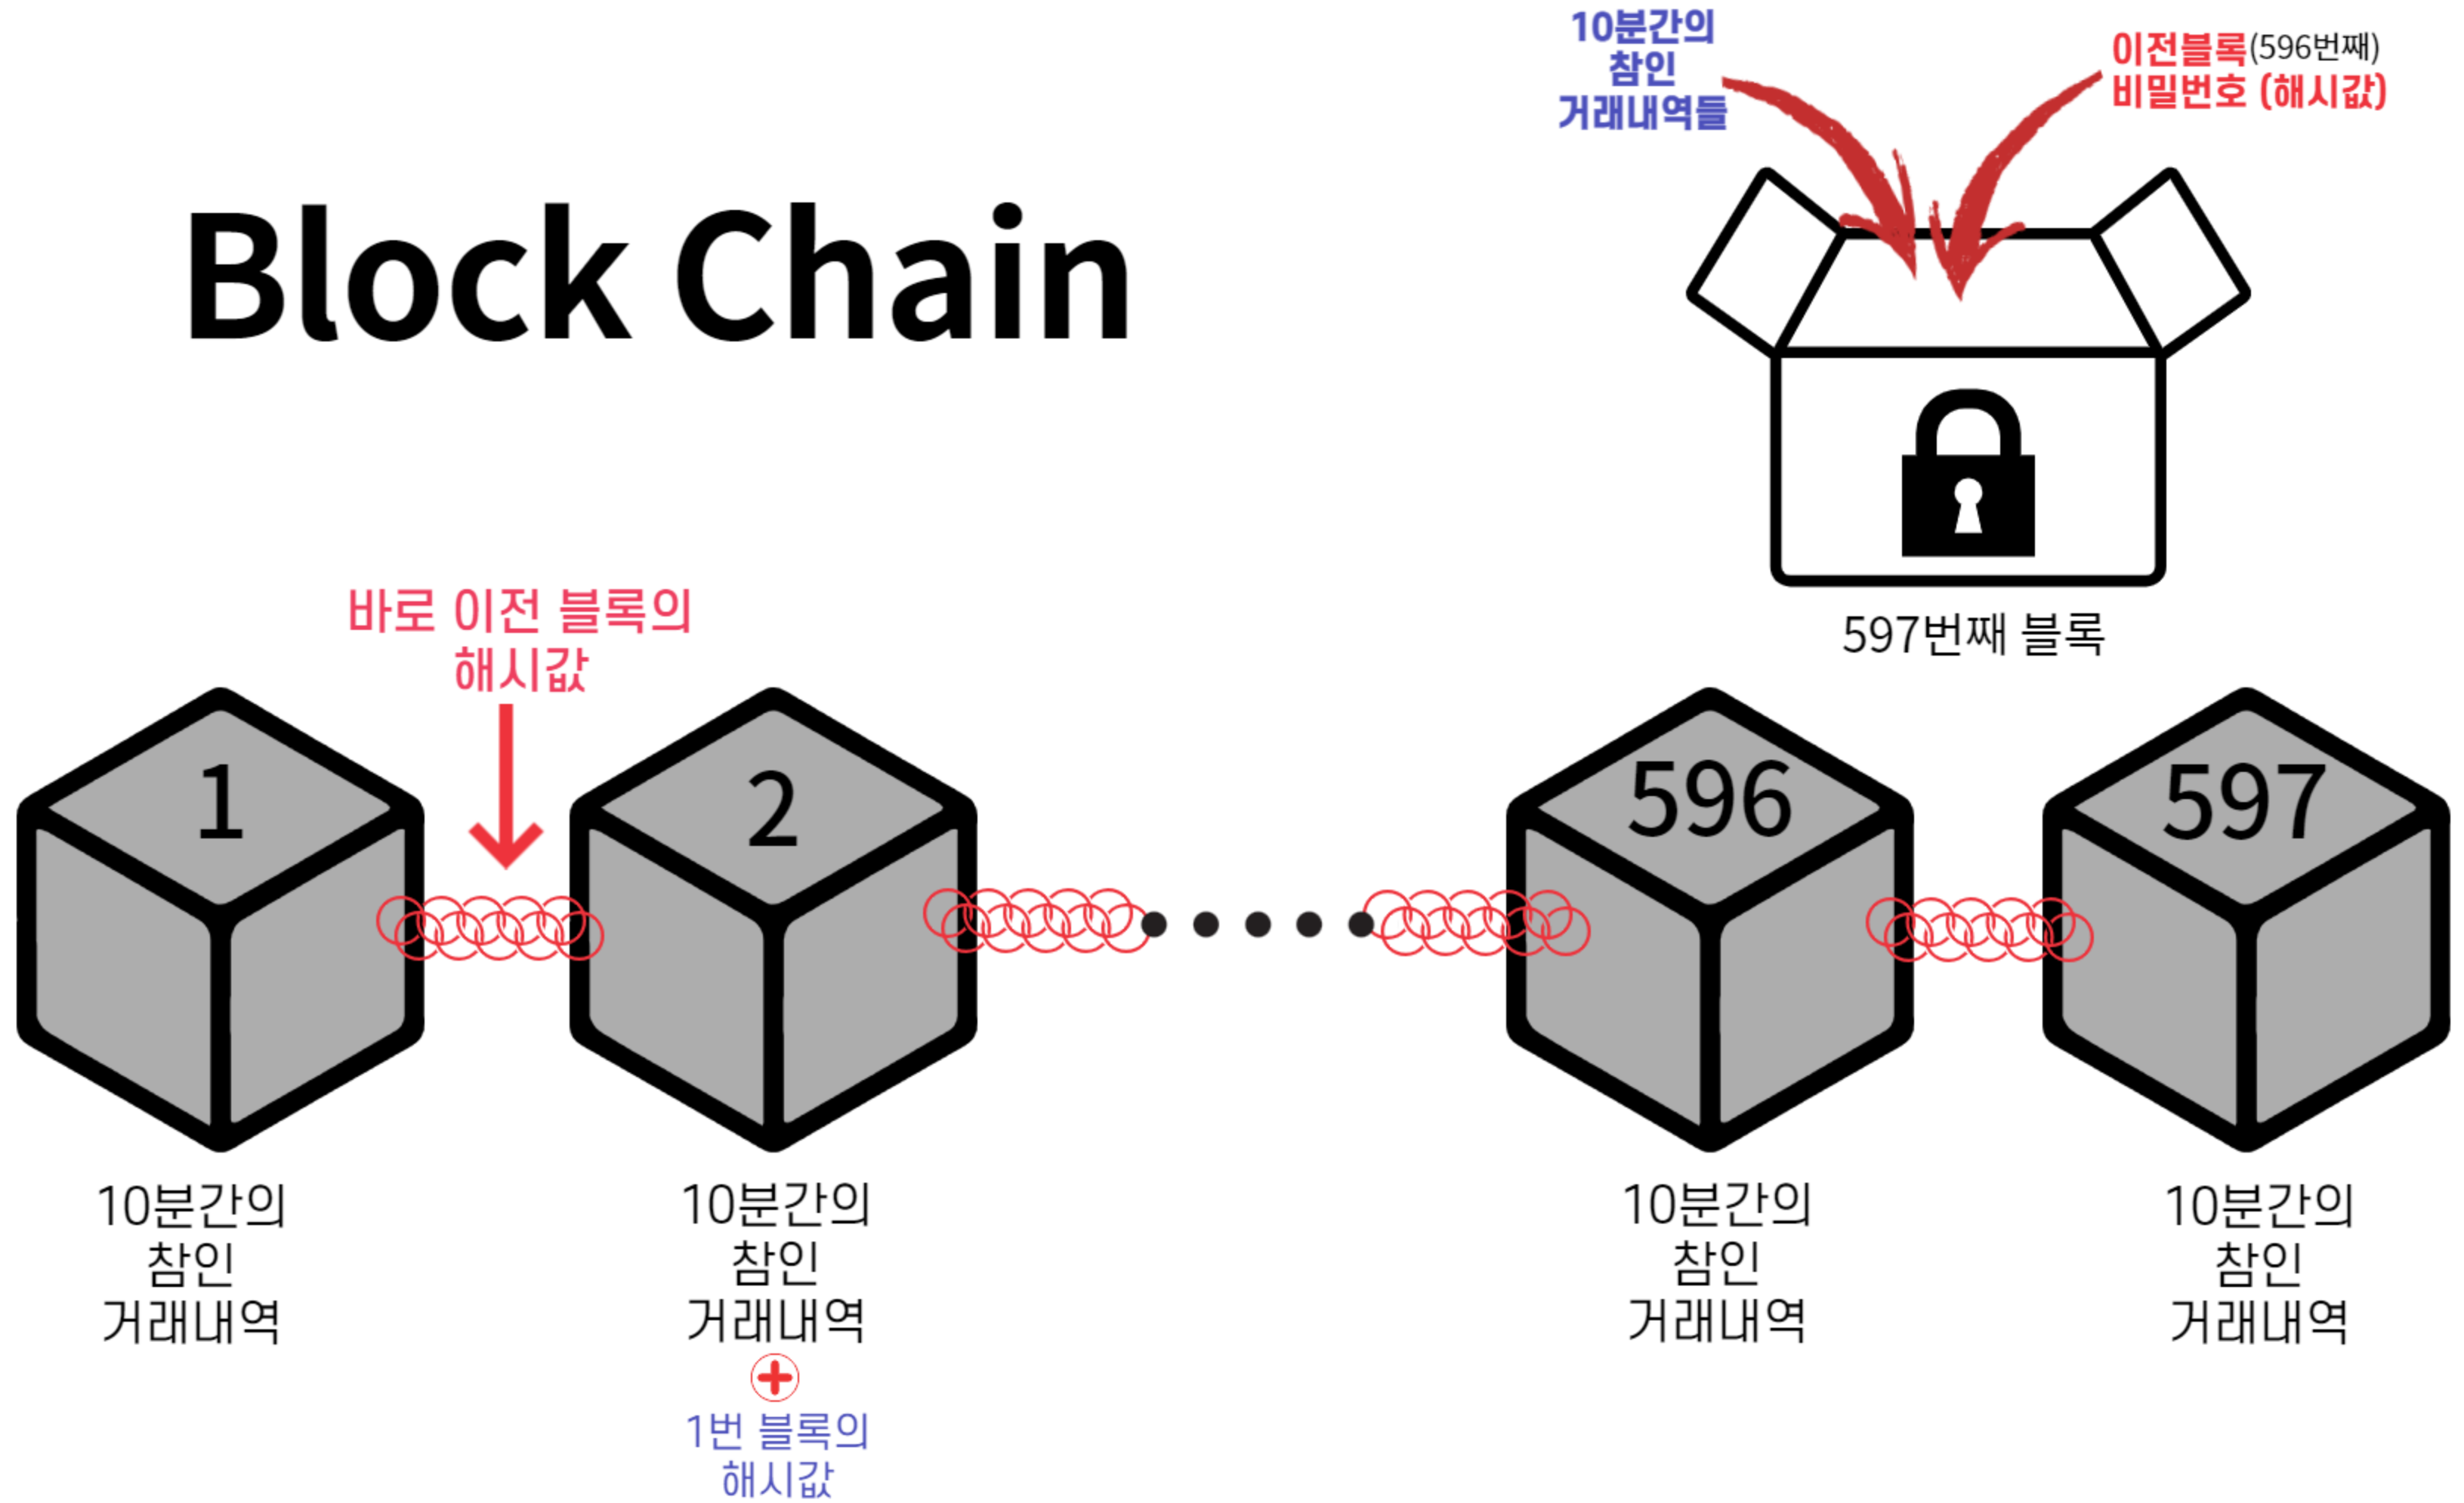 10분간의
참인
거래내역들
이전블록(596번째)
비밀번호 (해시값)
Block Chain
597번째 블록
바로 이전 블록의
해시값
1
2
596
597
10분간의
참인
거래내역
10분간의
참인
거래내역
1번 블록의
해시값
10분간의
참인
거래내역
10분간의
참인
거래내역